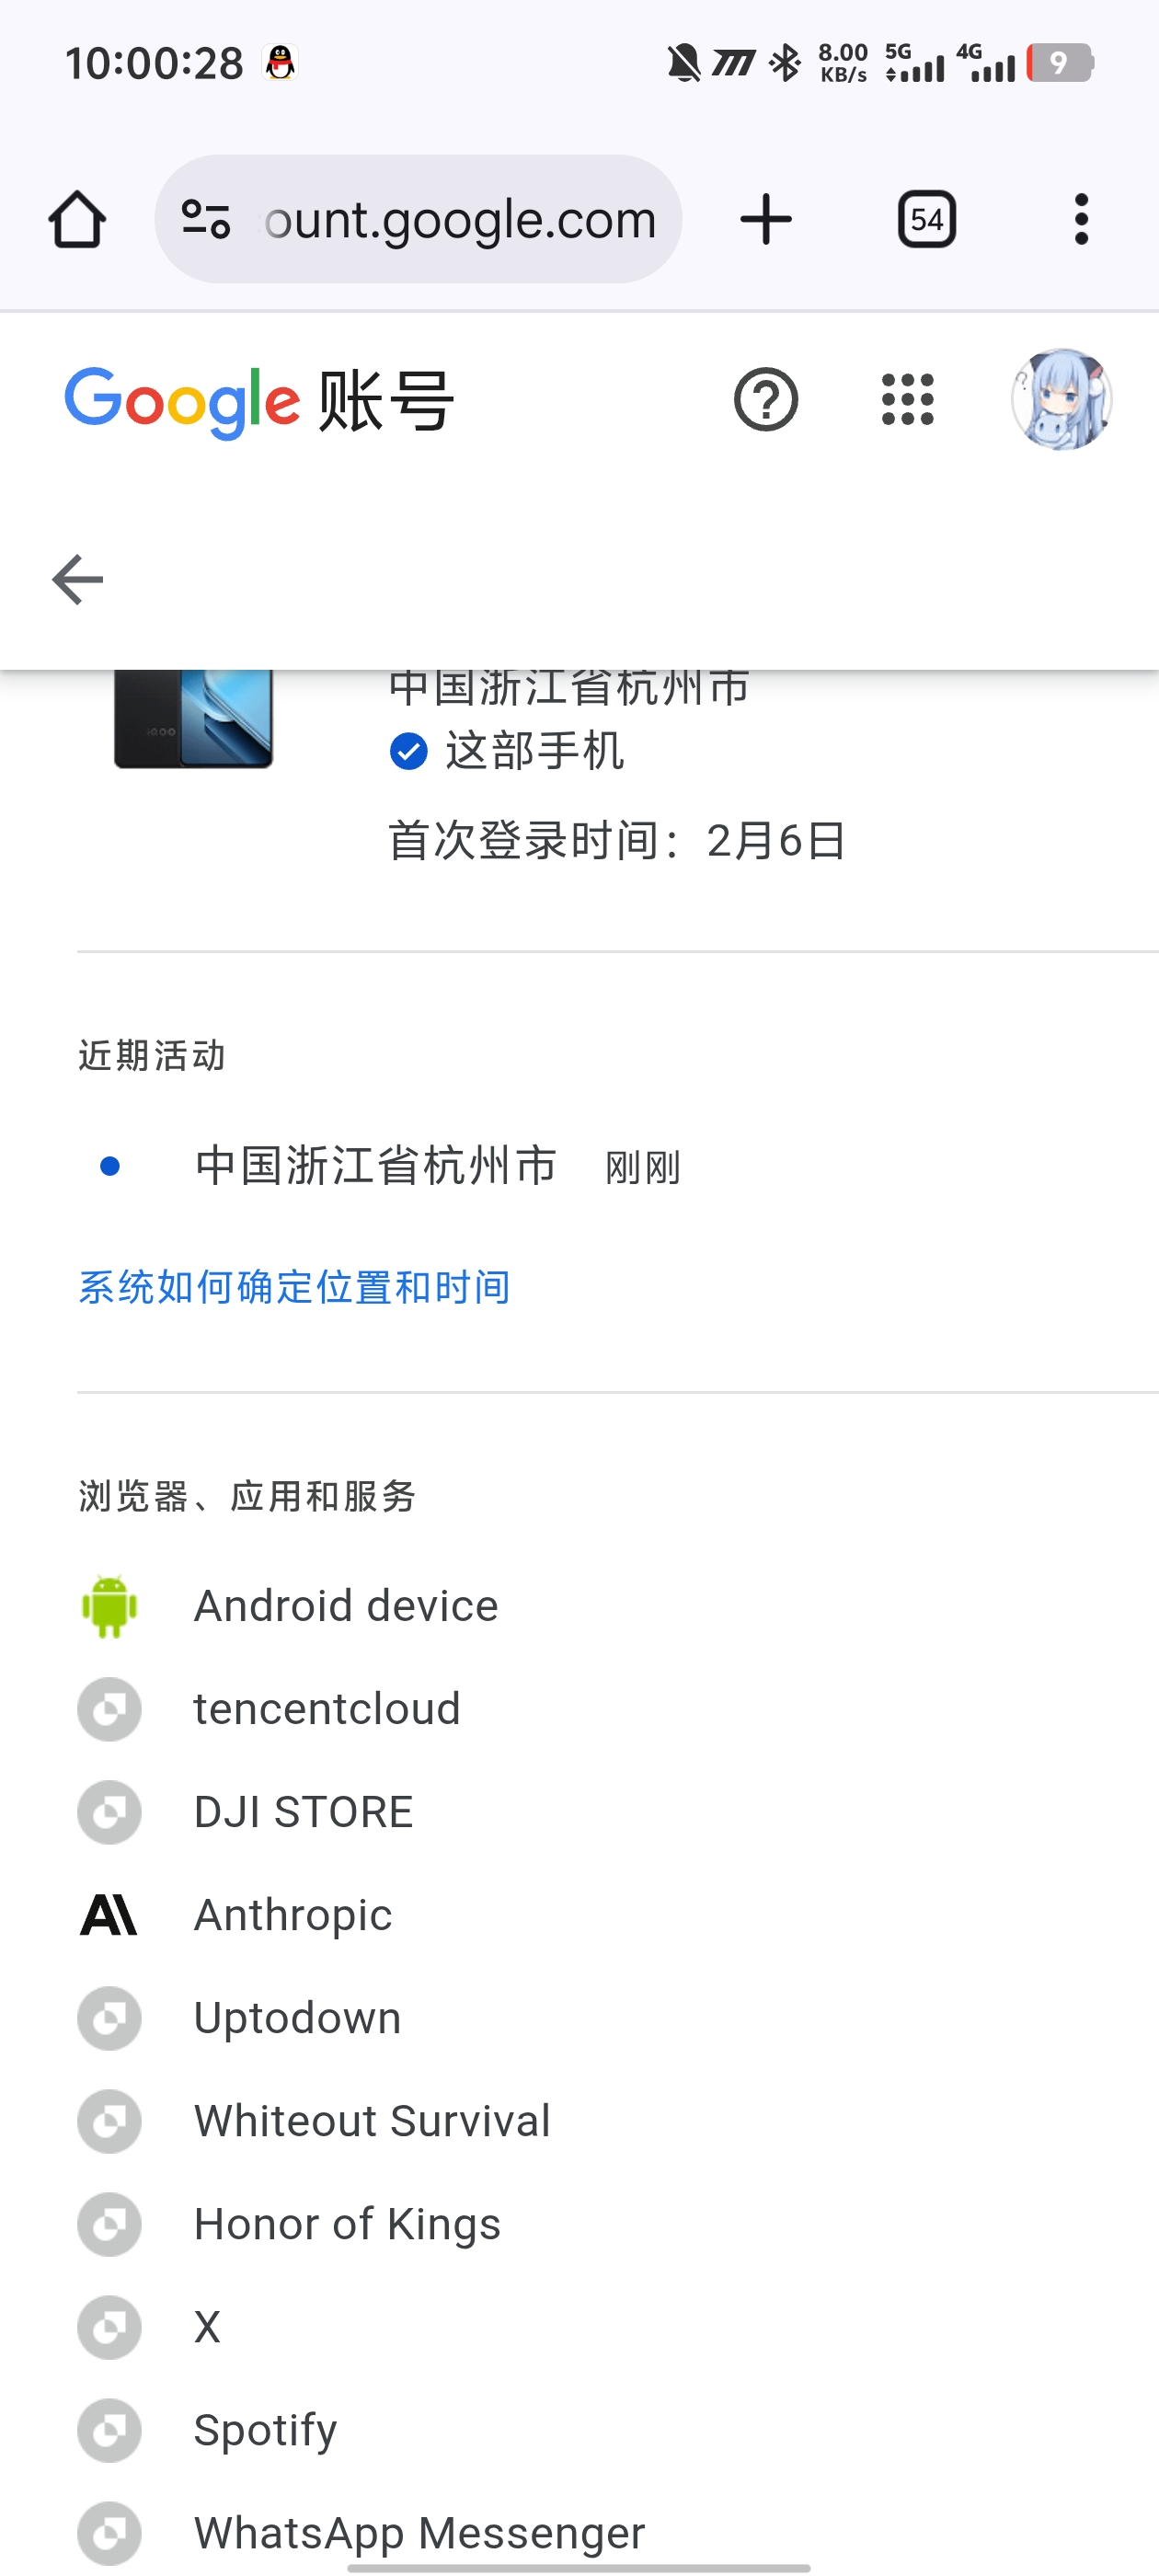 10:00:28 8.00 KB/s 5G 4G 9
ount.google.com 54
Google 账号
iQOO
中国浙江省杭州市
这部手机
首次登录时间：2月6日
近期活动
中国浙江省杭州市 刚刚
系统如何确定位置和时间
浏览器、应用和服务
Android device
tencentcloud
DJI STORE
Anthropic
Uptodown
Whiteout Survival
Honor of Kings
X
Spotify
WhatsApp Messenger